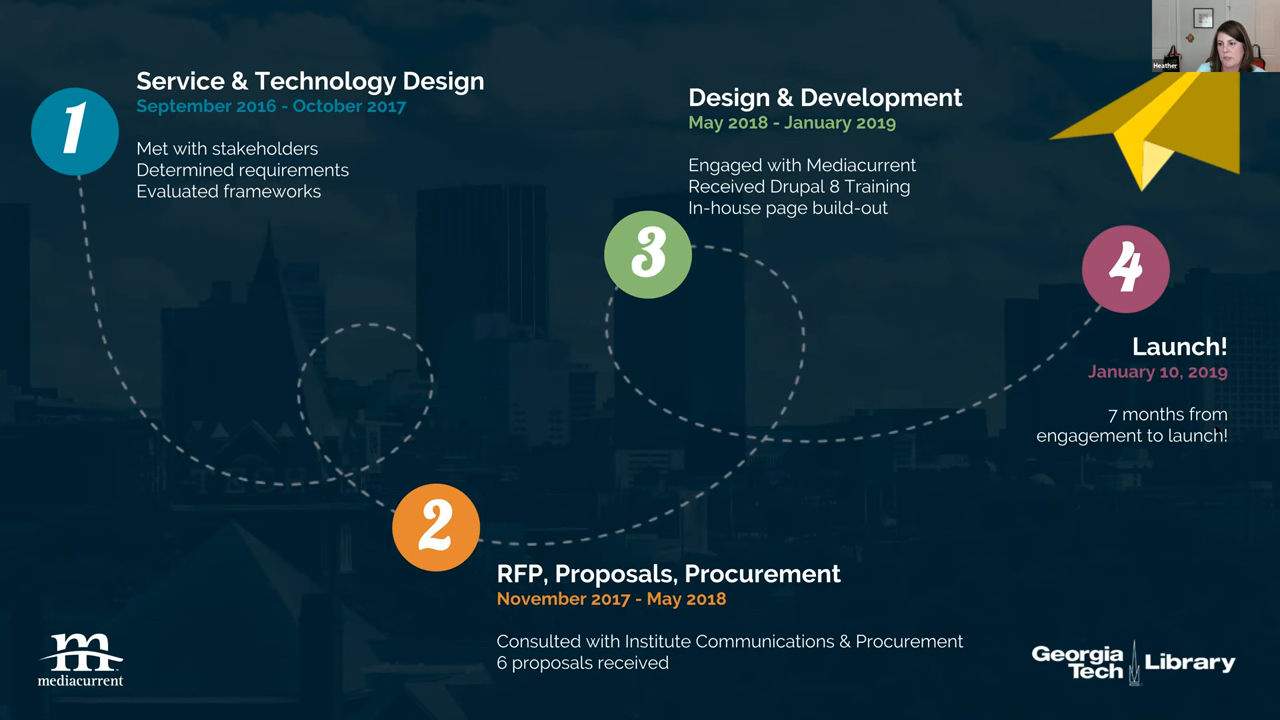 Heather
1
Service & Technology Design
September 2016 - October 2017
Met with stakeholders
Determined requirements
Evaluated frameworks
3
Design & Development
May 2018 - January 2019
Engaged with Mediacurrent
Received Drupal 8 Training
In-house page build-out
4
Launch!
January 10, 2019
7 months from
engagement to launch!
2
RFP, Proposals, Procurement
November 2017 - May 2018
Consulted with Institute Communications & Procurement
6 proposals received
m
mediacurrent
Georgia
Tech
Library
TECH